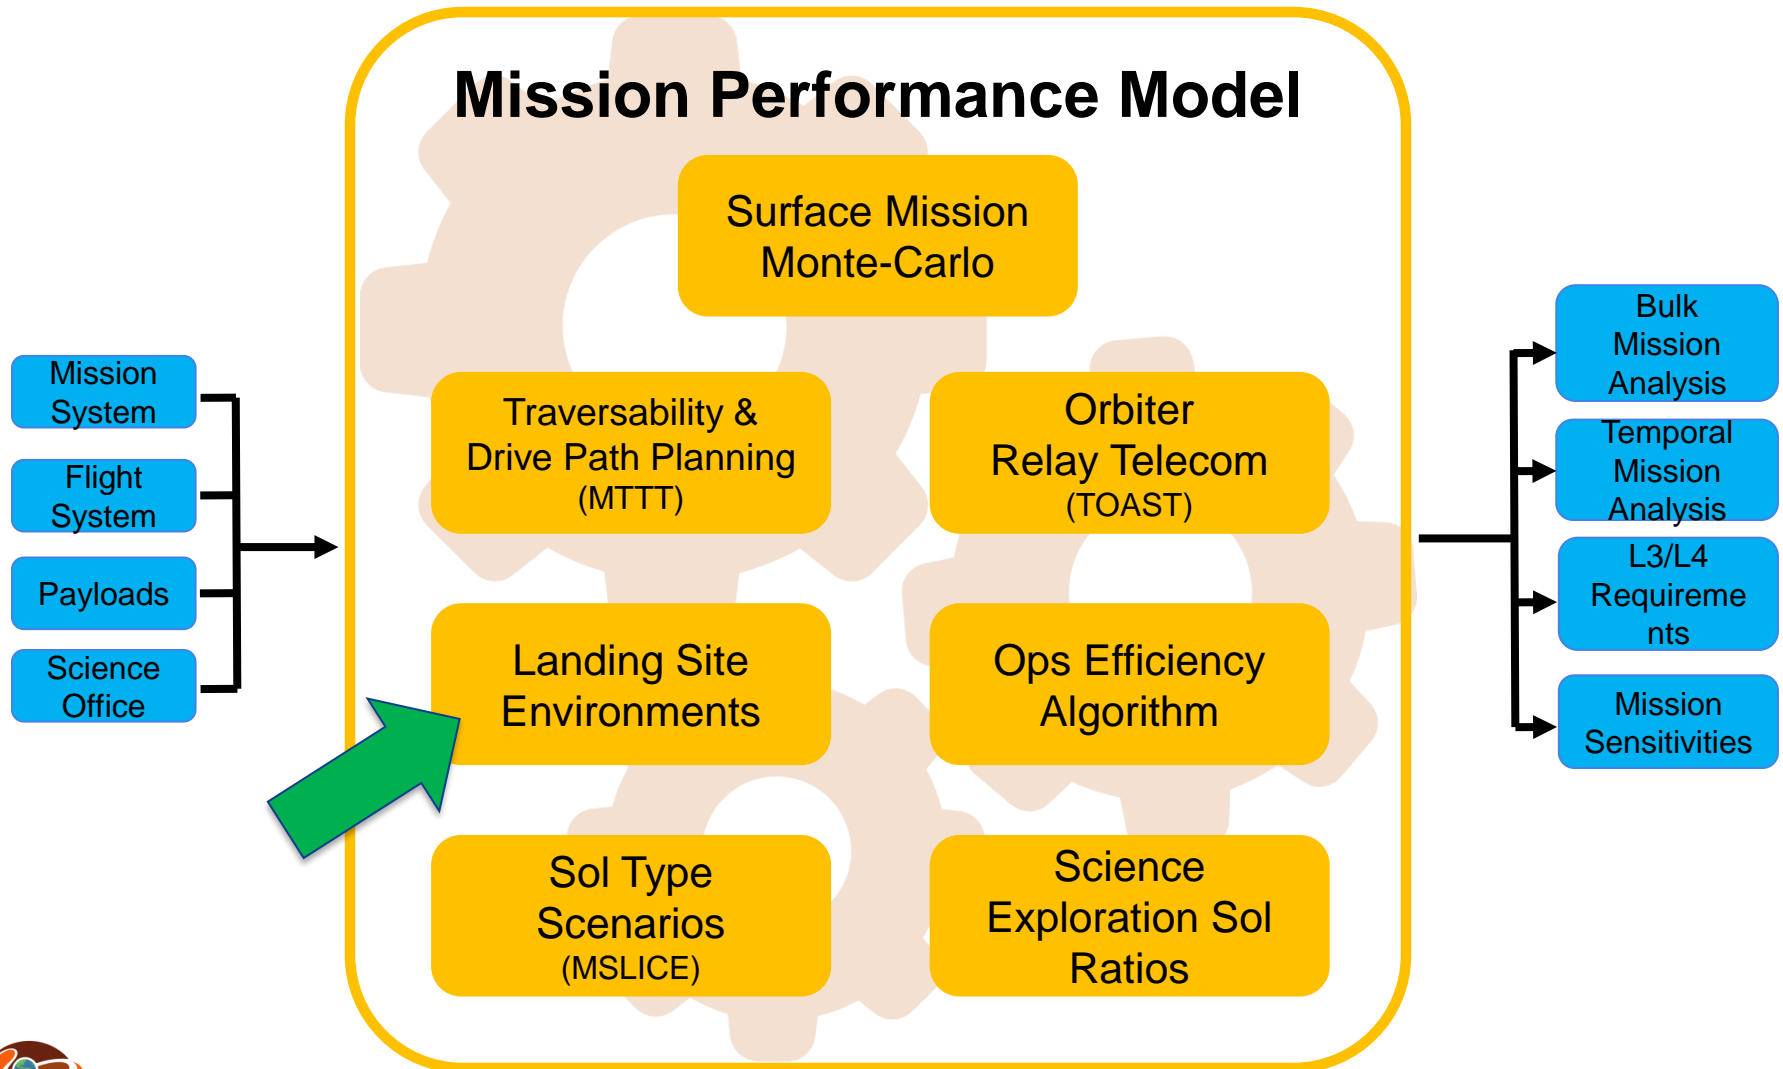 Mission Performance Model
Surface Mission
Monte-Carlo
Mission
System
Flight
System
Payloads
Science
Office
Traversability &
Drive Path Planning
(MTTT)
Orbiter
Relay Telecom
(TOAST)
Landing Site
Environments
Ops Efficiency
Algorithm
Sol Type
Scenarios
(MSLICE)
Science
Exploration Sol
Ratios
Bulk
Mission
Analysis
Temporal
Mission
Analysis
L3/L4
Requireme
nts
Mission
Sensitivities